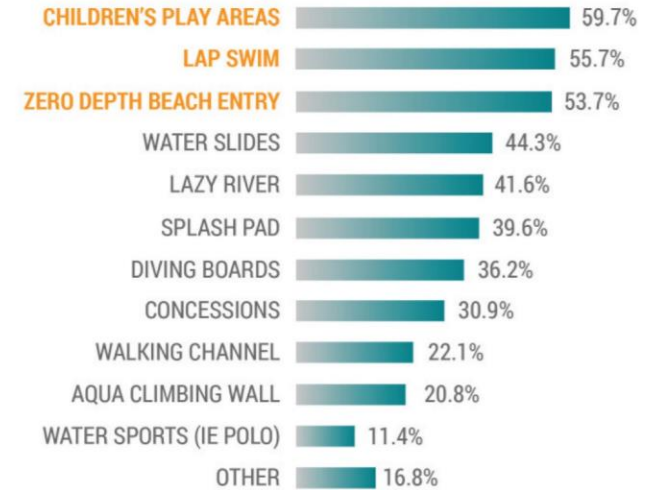 CHILDREN'S PLAY AREAS 59.7%
LAP SWIM 55.7%
ZERO DEPTH BEACH ENTRY 53.7%
WATER SLIDES 44.3%
LAZY RIVER 41.6%
SPLASH PAD 39.6%
DIVING BOARDS 36.2%
CONCESSIONS 30.9%
WALKING CHANNEL 22.1%
AQUA CLIMBING WALL 20.8%
WATER SPORTS (IE POLO) 11.4%
OTHER 16.8%